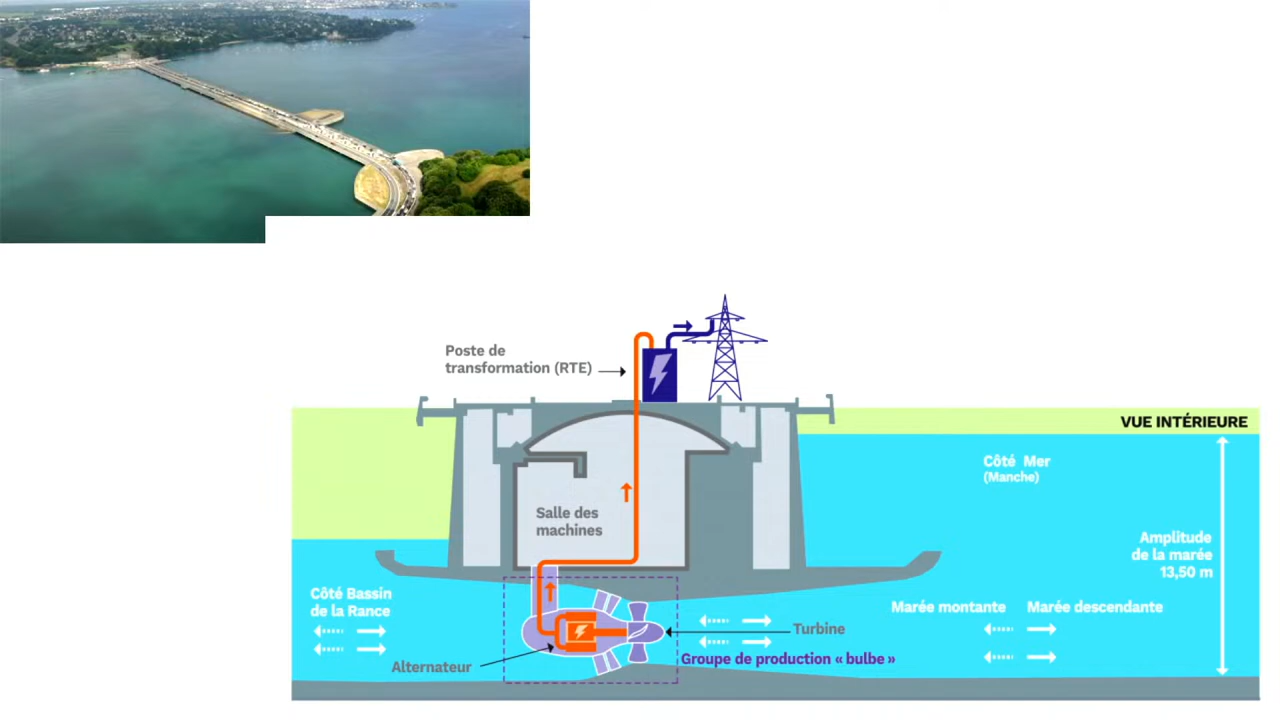 Poste de
transformation (RTE)
VUE INTÉRIEURE
Côté Mer
(Manche)
Salle des
machines
Amplitude
de la marée
13,50 m
Côté Bassin
de la Rance
Marée montante
Marée descendante
Turbine
Groupe de production « bulbe »
Alternateur